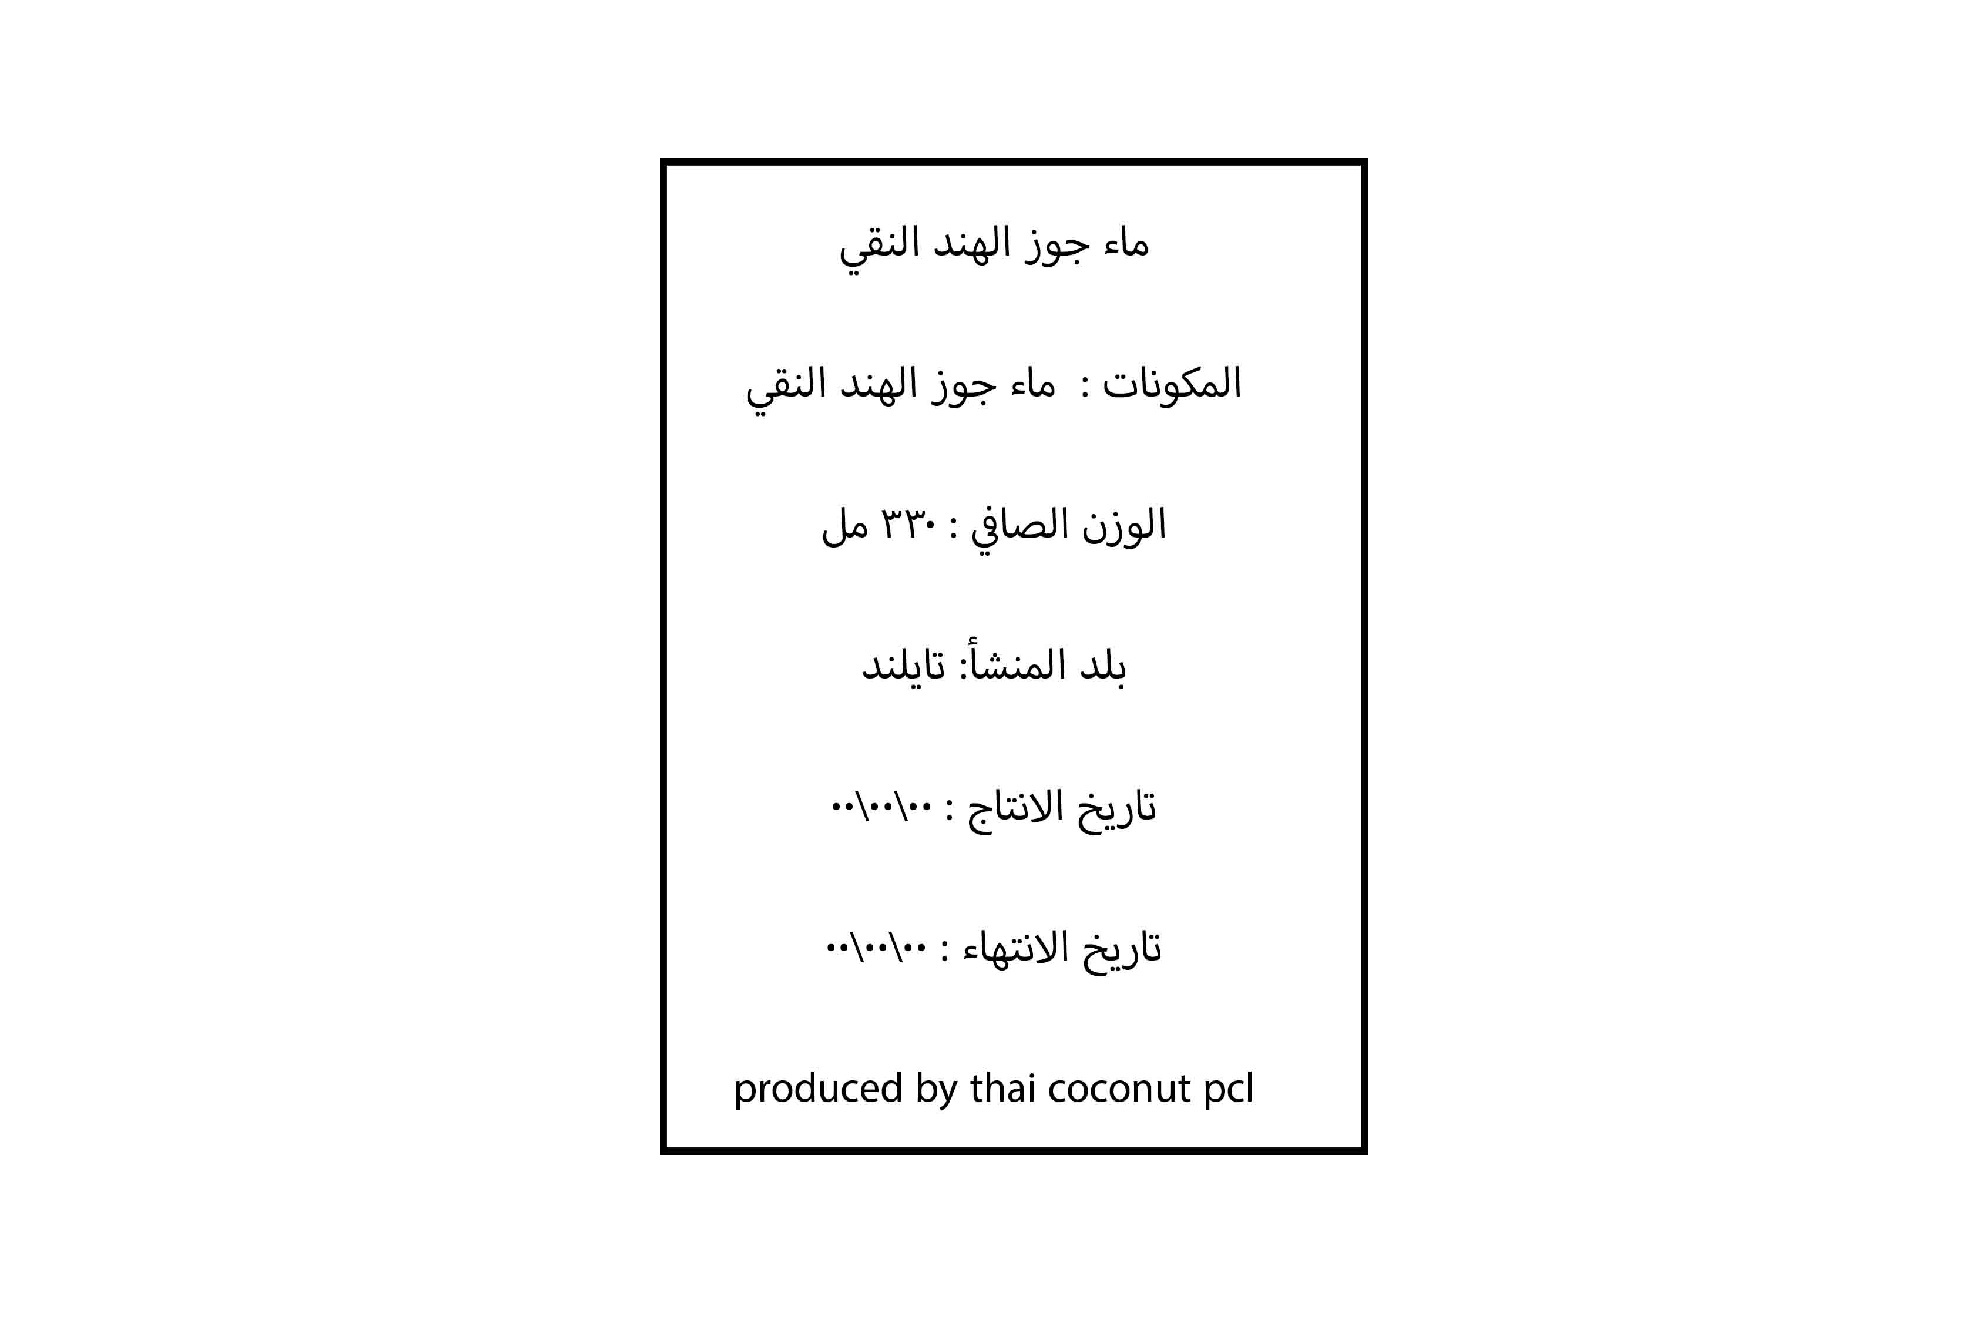 ماء جوز الهند النقي
المكونات :  ماء جوز الهند النقي
الوزن الصافي : ٣٣٠ مل
بلد المنشأ: تايلند
تاريخ الانتاج : ٠٠\٠٠\٠٠
تاريخ الانتهاء : ٠٠\٠٠\٠٠
produced by thai coconut pcl